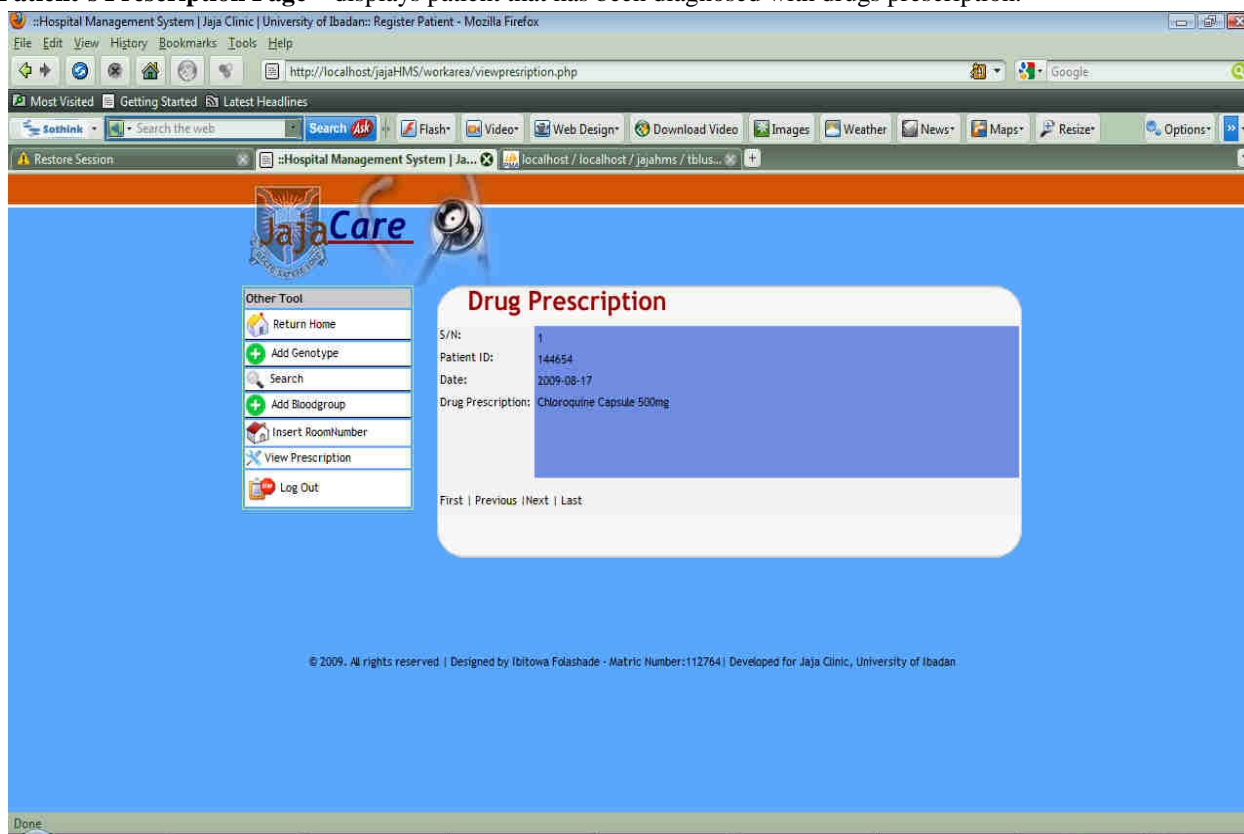 Patient's Prescription Page – displays patient that has been diagnosed with drugs prescription.
::Hospital Management System | Jaja Clinic | University of Ibadan:: Register Patient - Mozilla Firefox
File Edit View History Bookmarks Tools Help
http://localhost/jajaHMS/workarea/viewpresription.php Google
Most Visited Getting Started Latest Headlines
Sothink Search the web Search Ask Flash Video Web Design Download Video Images Weather News Maps Resize Options
Restore Session ::Hospital Management System | Ja... localhost / localhost / jajahms / tblus...
JajaCare
Other Tool
Return Home
Add Genotype
Search
Add Bloodgroup
Insert RoomNumber
View Prescription
Log Out
Drug Prescription
S/N: 1
Patient ID: 144654
Date: 2009-08-17
Drug Prescription: Chloroquine Capsule 500mg
First | Previous |Next | Last
© 2009. All rights reserved | Designed by Ibitowa Folashade - Matric Number:112764| Developed for Jaja Clinic, University of Ibadan
Done